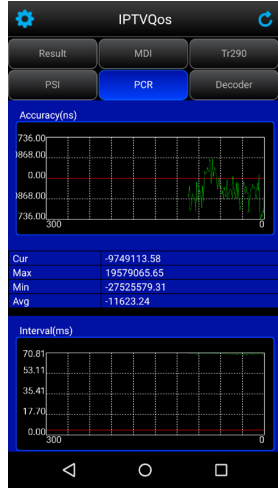 IPTVQos
Result MDI Tr290
PSI PCR Decoder
Accuracy(ns)
736.00
868.00
0.00
868.00
736.00
300 0
Cur -9749113.58
Max 19579065.65
Min -27525579.31
Avg -11623.24
Interval(ms)
70.81
53.11
35.41
17.70
0.00
300 0